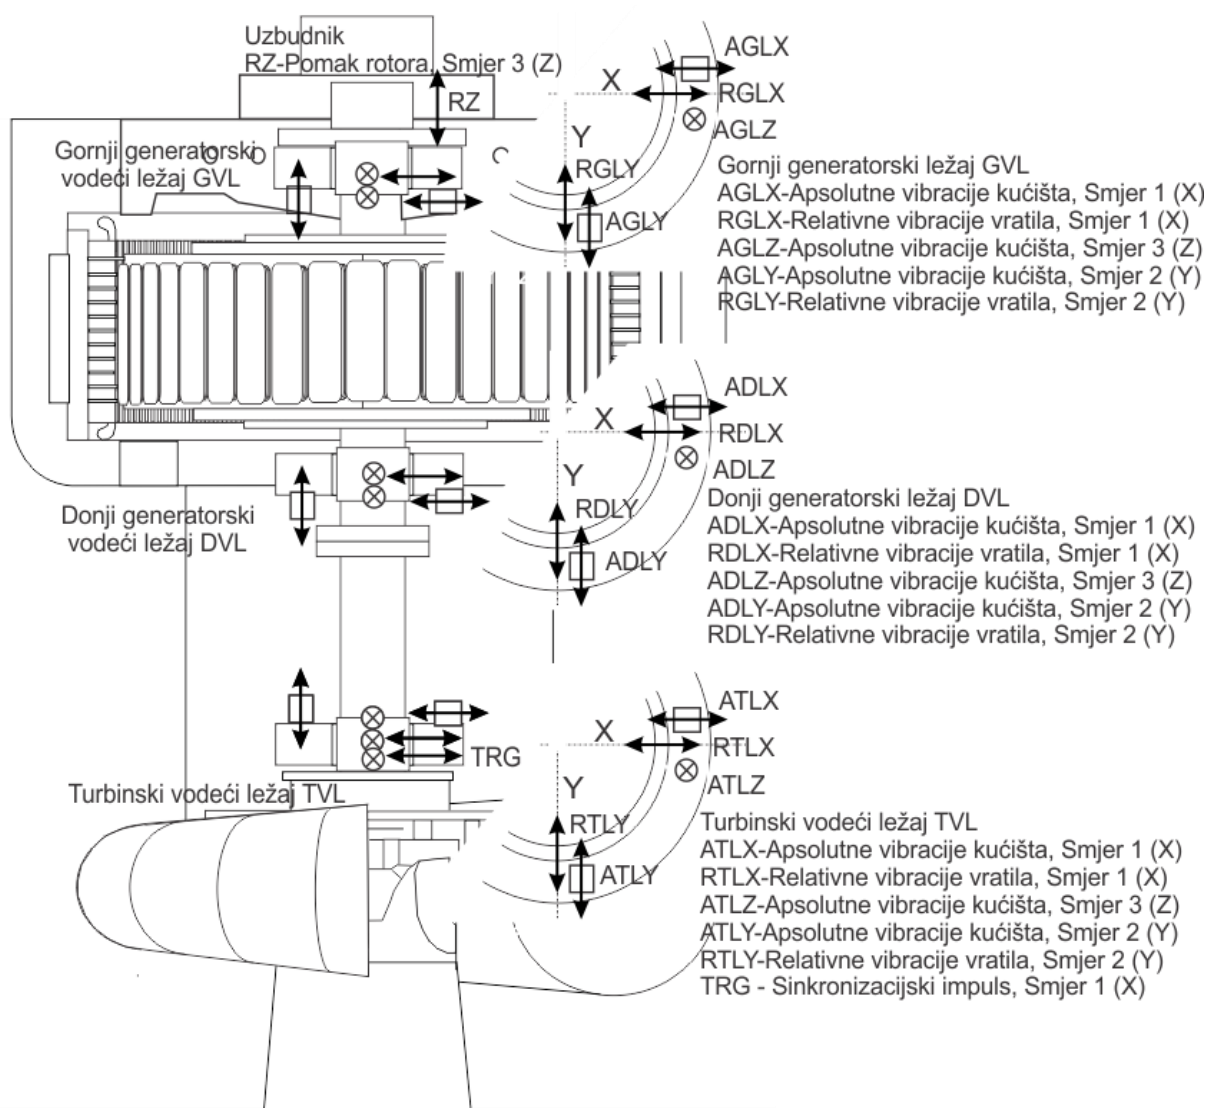 Uzbudnik
RZ-Pomak rotora, Smjer 3 (Z)
RZ
Gornji generatorski
vodeći ležaj GVL
X
Y
AGLX
RGLX
AGLZ
RGLY
AGLY
Gornji generatorski ležaj GVL
AGLX-Apsolutne vibracije kućišta, Smjer 1 (X)
RGLX-Relativne vibracije vratila, Smjer 1 (X)
AGLZ-Apsolutne vibracije kućišta, Smjer 3 (Z)
AGLY-Apsolutne vibracije kućišta, Smjer 2 (Y)
RGLY-Relativne vibracije vratila, Smjer 2 (Y)
Donji generatorski
vodeći ležaj DVL
X
Y
ADLX
RDLX
ADLZ
RDLY
ADLY
Donji generatorski ležaj DVL
ADLX-Apsolutne vibracije kućišta, Smjer 1 (X)
RDLX-Relativne vibracije vratila, Smjer 1 (X)
ADLZ-Apsolutne vibracije kućišta, Smjer 3 (Z)
ADLY-Apsolutne vibracije kućišta, Smjer 2 (Y)
RDLY-Relativne vibracije vratila, Smjer 2 (Y)
TRG
Turbinski vodeći ležaj TVL
X
Y
ATLX
RTLX
ATLZ
RTLY
ATLY
Turbinski vodeći ležaj TVL
ATLX-Apsolutne vibracije kućišta, Smjer 1 (X)
RTLX-Relativne vibracije vratila, Smjer 1 (X)
ATLZ-Apsolutne vibracije kućišta, Smjer 3 (Z)
ATLY-Apsolutne vibracije kućišta, Smjer 2 (Y)
RTLY-Relativne vibracije vratila, Smjer 2 (Y)
TRG - Sinkronizacijski impuls, Smjer 1 (X)